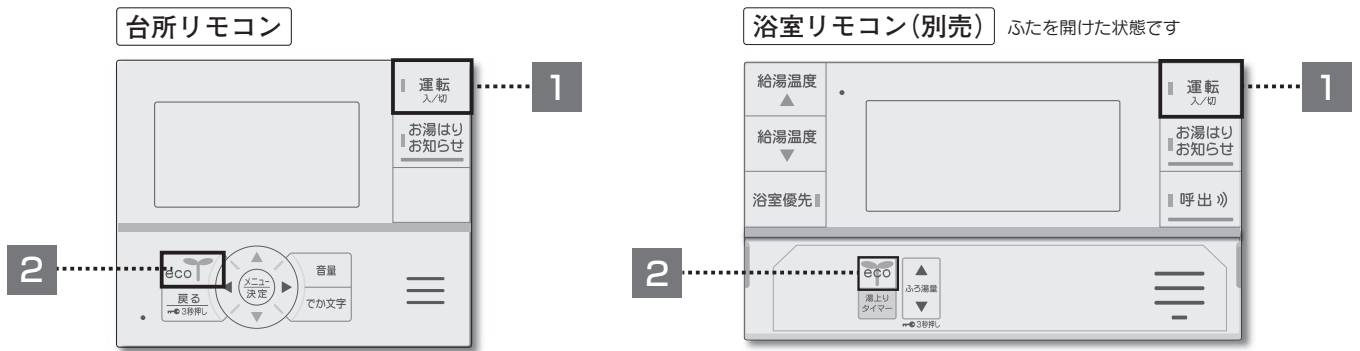 台所リモコン
運転
入/切
1
お湯はり
お知らせ
2
eco
戻る
3秒押し
メニュー
決定
音量
でか文字
浴室リモコン(別売)
ふたを開けた状態です
給湯温度
▲
給湯温度
▼
浴室優先
運転
入/切
1
お湯はり
お知らせ
呼出
2
eco
湯上り
タイマー
▲
ふろ湯量
▼
3秒押し